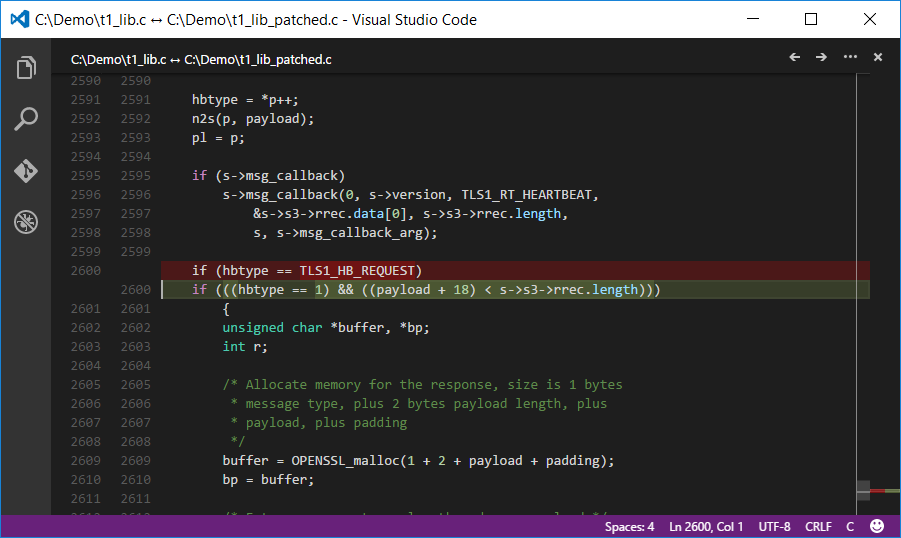 C:\Demo\t1_lib.c ↔ C:\Demo\t1_lib_patched.c - Visual Studio Code
C:\Demo\t1_lib.c ↔ C:\Demo\t1_lib_patched.c
2590 2590
2591 2591 hbtype = *p++;
2592 2592 n2s(p, payload);
2593 2593 pl = p;
2594 2594
2595 2595 if (s->msg_callback)
2596 2596 s->msg_callback(0, s->version, TLS1_RT_HEARTBEAT,
2597 2597 &s->s3->rrec.data[0], s->s3->rrec.length,
2598 2598 s, s->msg_callback_arg);
2599 2599
2600 if (hbtype == TLS1_HB_REQUEST)
2600 if (((hbtype == 1) && ((payload + 18) < s->s3->rrec.length)))
2601 2601 {
2602 2602 unsigned char *buffer, *bp;
2603 2603 int r;
2604 2604
2605 2605 /* Allocate memory for the response, size is 1 bytes
2606 2606 * message type, plus 2 bytes payload length, plus
2607 2607 * payload, plus padding
2608 2608 */
2609 2609 buffer = OPENSSL_malloc(1 + 2 + payload + padding);
2610 2610 bp = buffer;
2611 2611
Spaces: 4 Ln 2600, Col 1 UTF-8 CRLF C